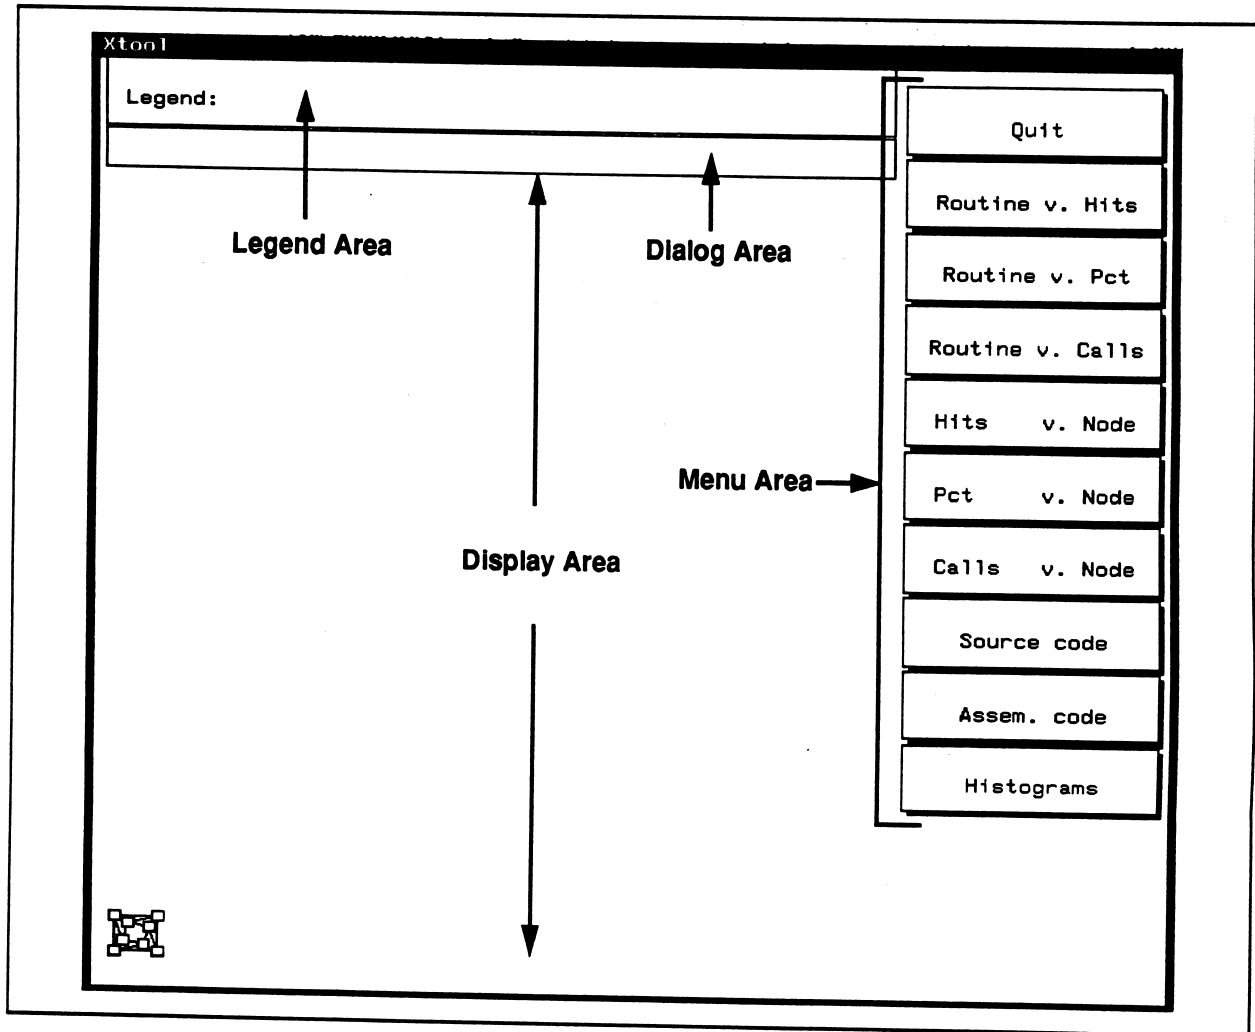 Xtool
Legend:
Quit
Routine v. Hits
Legend Area
Dialog Area
Routine v. Pct
Routine v. Calls
Hits v. Node
Menu Area
Pct v. Node
Display Area
Calls v. Node
Source code
Assem. code
Histograms